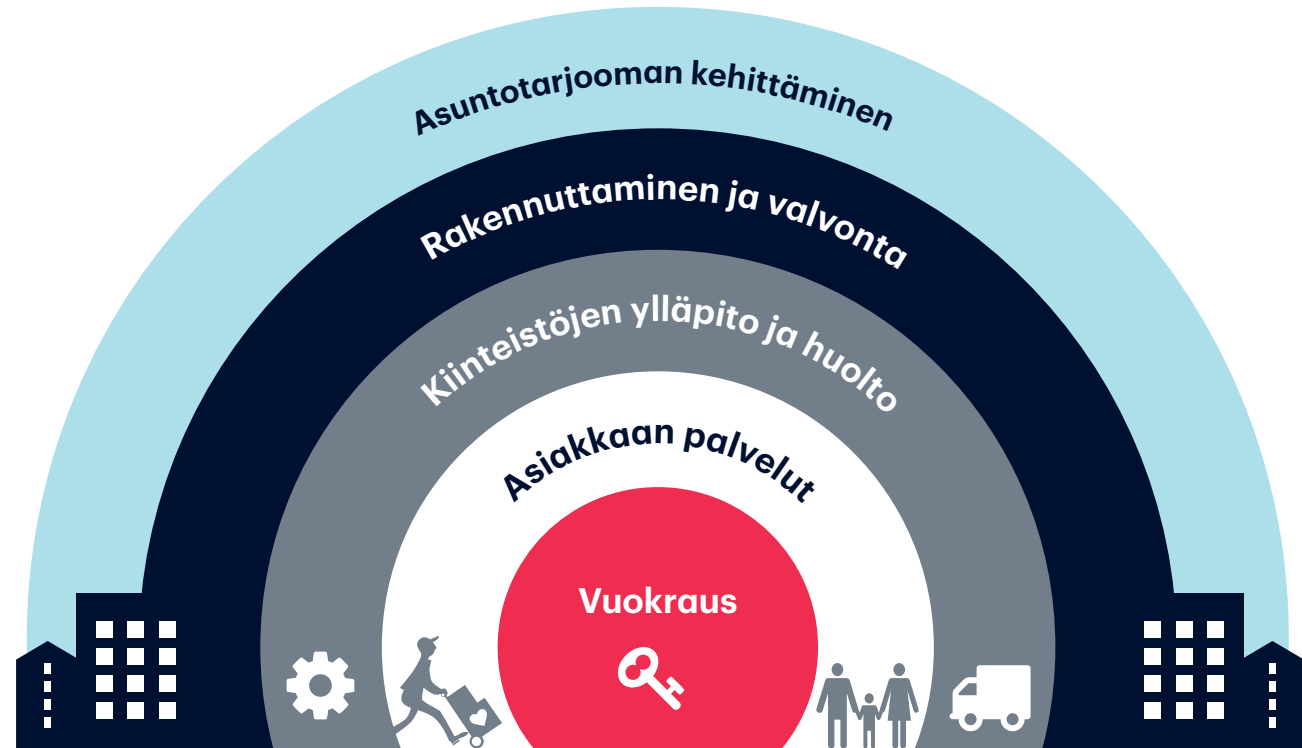 Asuntotarjooman kehittäminen
Rakennuttaminen ja valvonta
Kiinteistöjen ylläpito ja huolto
Asiakkaan palvelut
Vuokraus